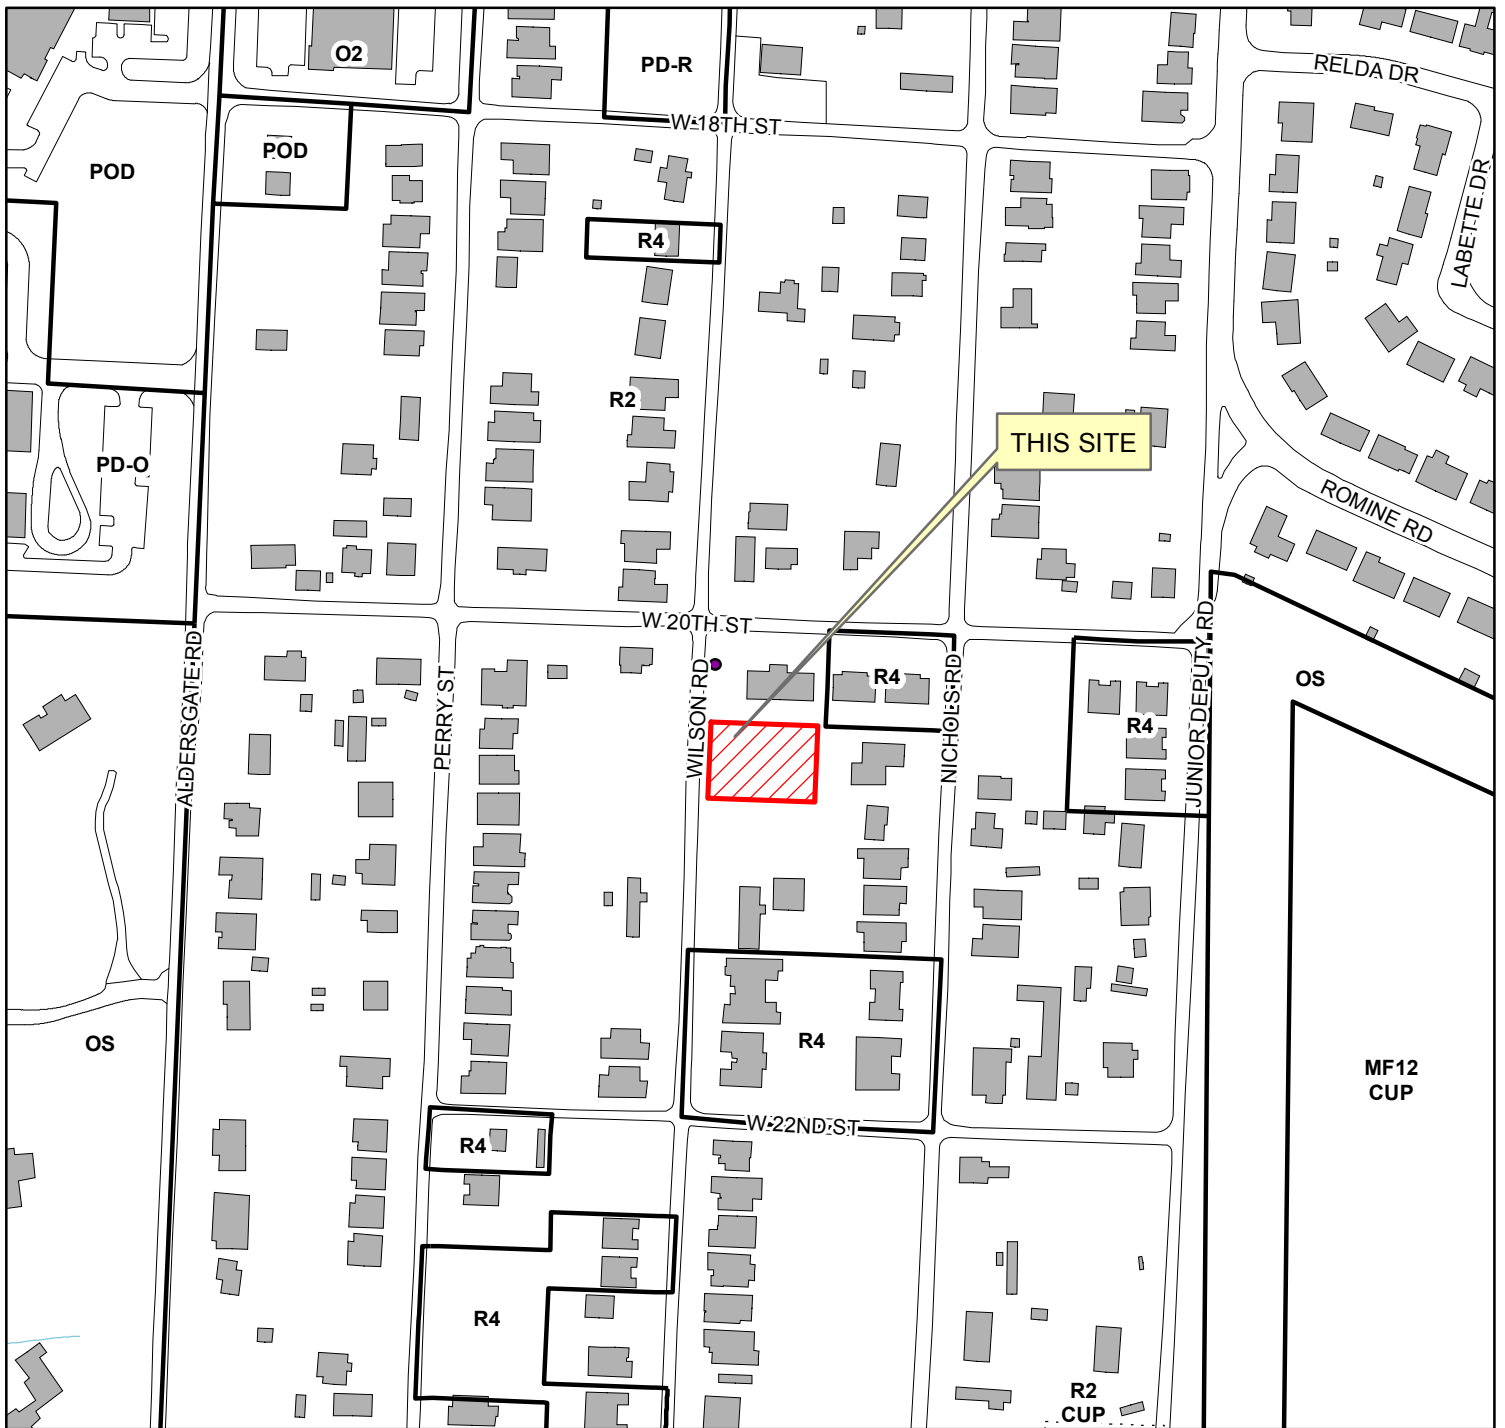 O2
PD-R
RELDA DR
W 18TH ST
POD
POD
LABETTE DR
R4
R2
THIS SITE
PD-O
ROMINE RD
W 20TH ST
ALDERSGATE RD
PERRY ST
WILSON RD
R4
NICHOLS RD
R4
JUNIOR DEPUTY RD
OS
OS
R4
MF12
CUP
W 22ND ST
R4
R4
R2
CUP